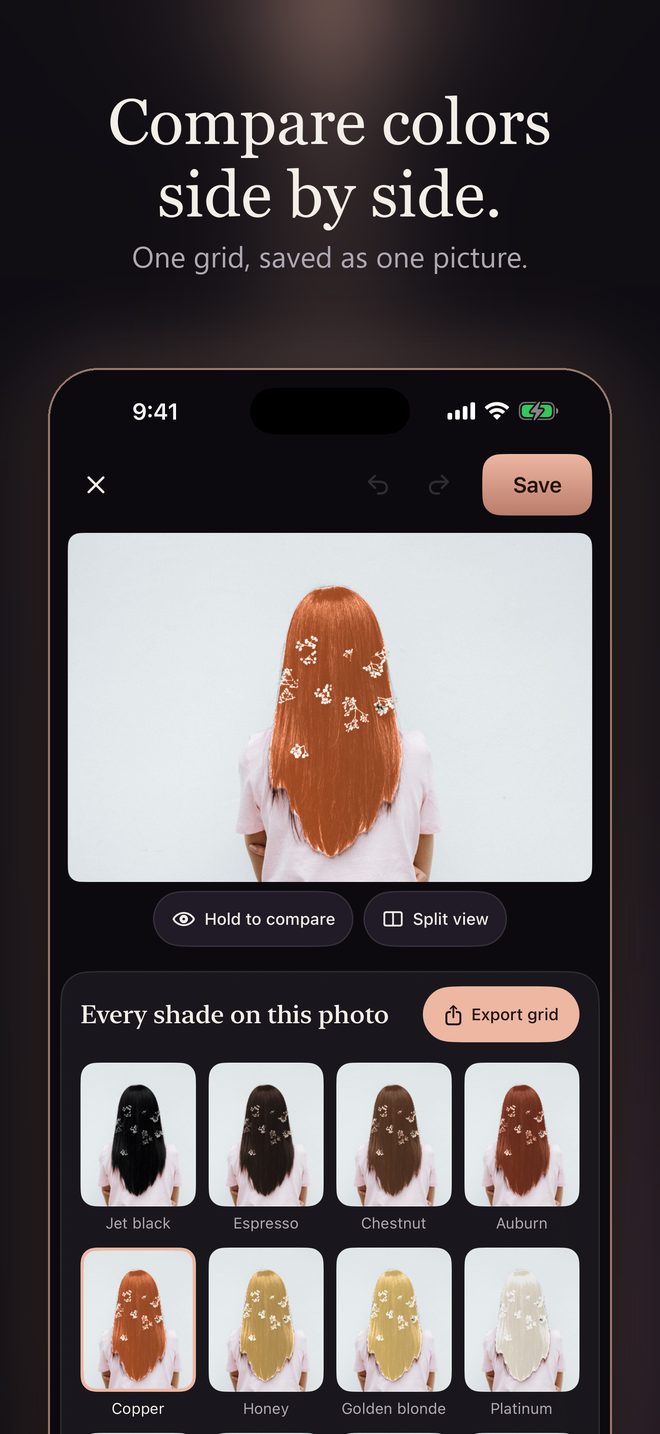 Compare colors
side by side.
One grid, saved as one picture.
9:41
Save
Hold to compare
Split view
Every shade on this photo
Export grid
Jet black
Espresso
Chestnut
Auburn
Copper
Honey
Golden blonde
Platinum